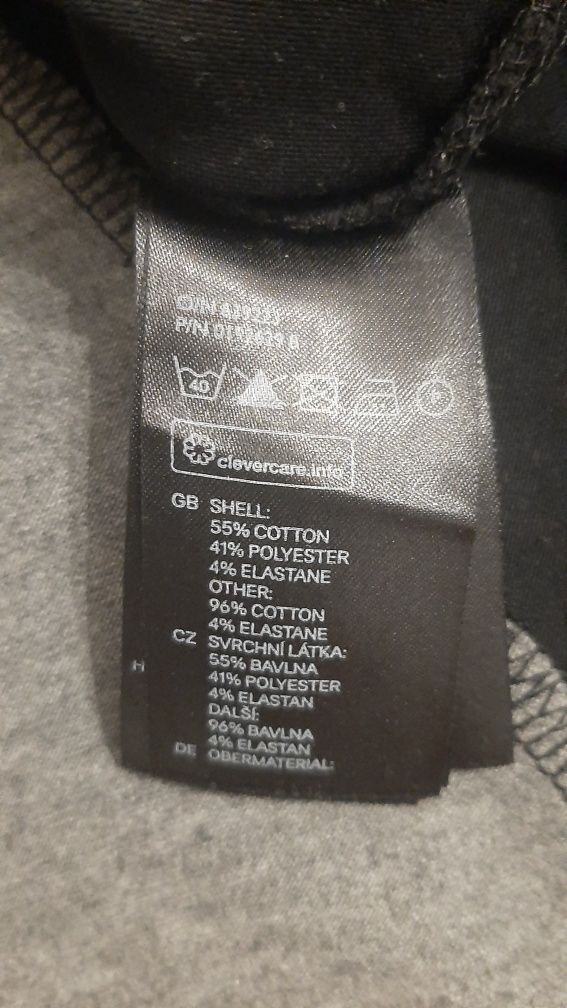 P/N
40
clevercare.info
GB SHELL:
55% COTTON
41% POLYESTER
4% ELASTANE
OTHER:
96% COTTON
4% ELASTANE
CZ SVRCHNÍ LÁTKA:
55% BAVLNA
41% POLYESTER
4% ELASTAN
DALŠÍ:
96% BAVLNA
4% ELASTAN
DE OBERMATERIAL:
H